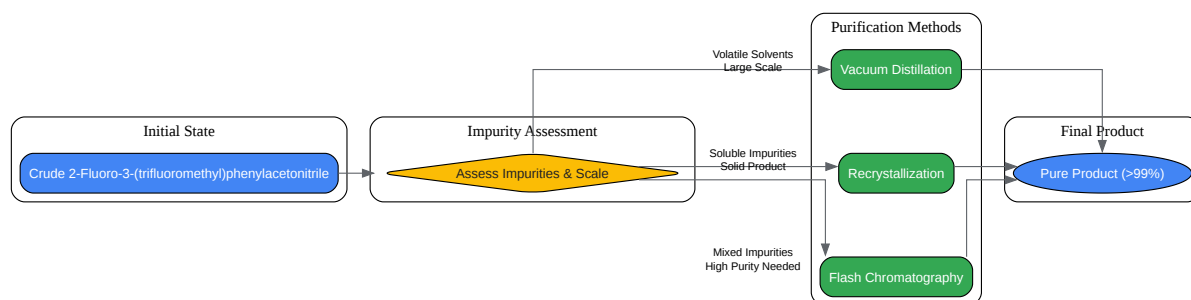 Initial State
Crude 2-Fluoro-3-(trifluoromethyl)phenylacetonitrile
Impurity Assessment
Assess Impurities & Scale
Volatile Solvents
Large Scale
Soluble Impurities
Solid Product
Mixed Impurities
High Purity Needed
Purification Methods
Vacuum Distillation
Recrystallization
Flash Chromatography
Final Product
Pure Product (>99%)